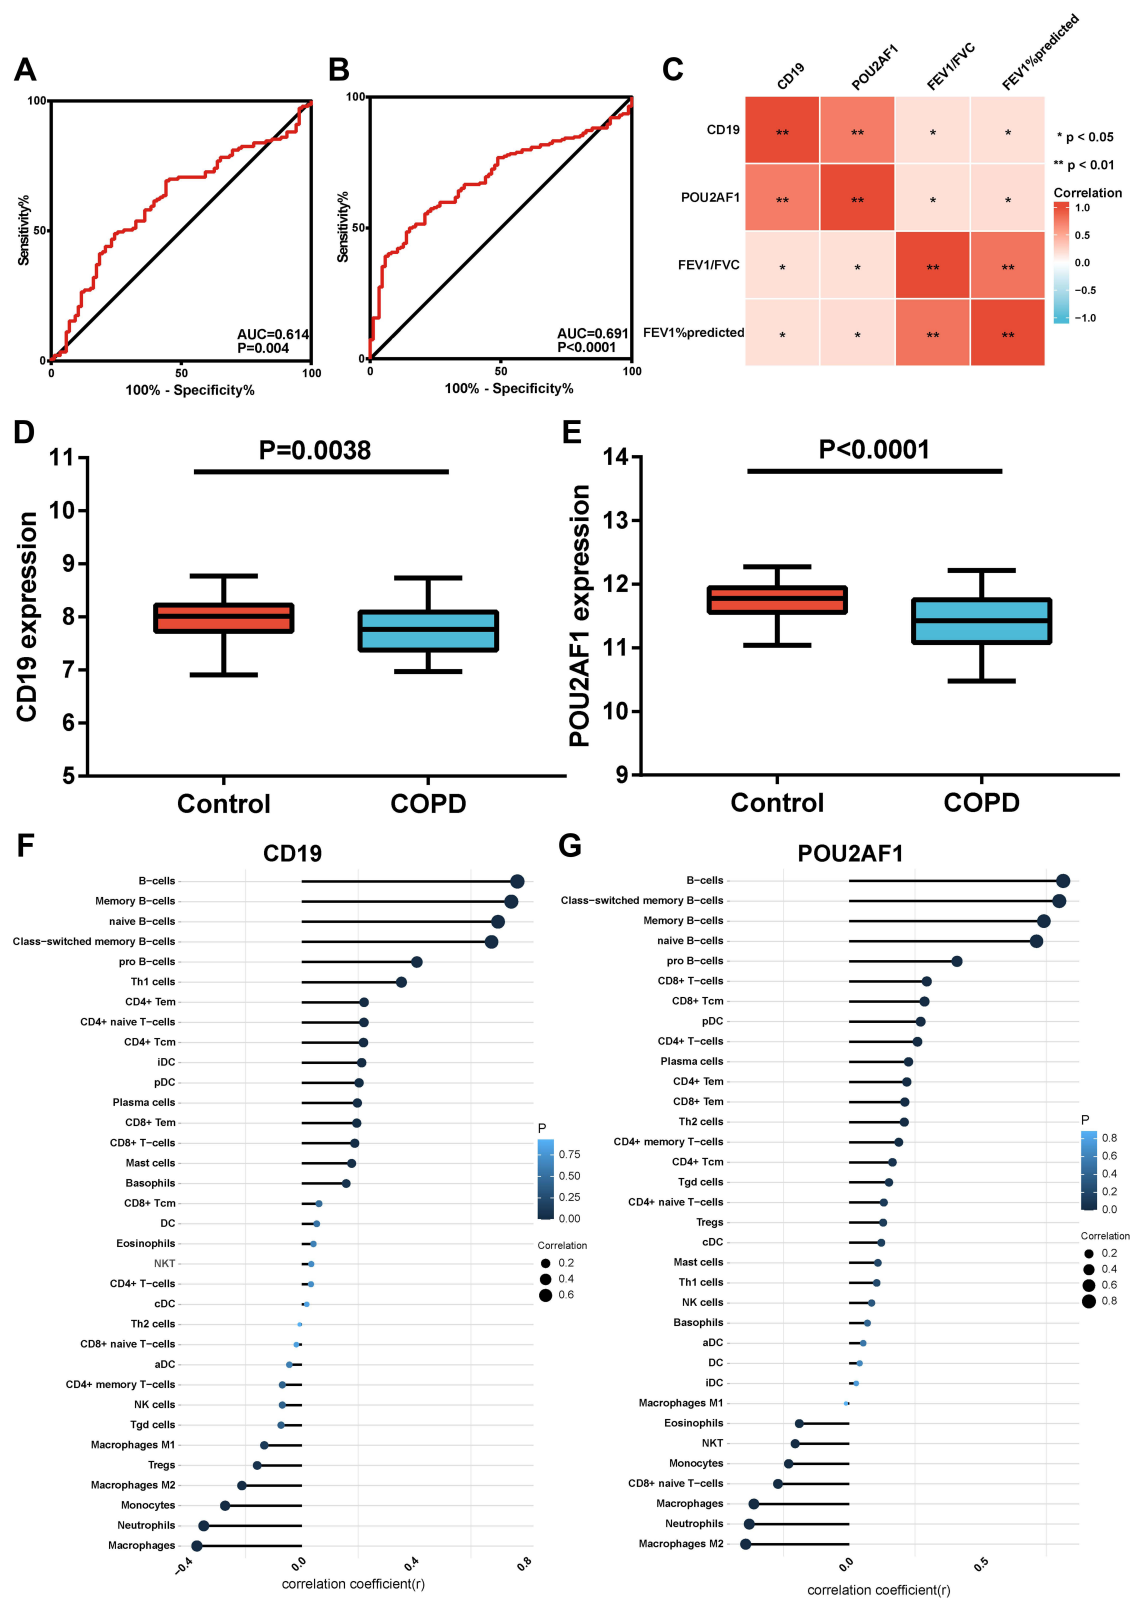 A
100
50
0
0
50
100
Sensitivity%
100% - Specificity%
AUC=0.614
P=0.004
B
100
50
0
0
50
100
Sensitivity%
100% - Specificity%
AUC=0.691
P<0.0001
C
CD19
POU2AF1
FEV1/FVC
FEV1%predicted
CD19
** ** * *
POU2AF1
** ** * *
FEV1/FVC
* * ** **
FEV1%predicted
* * ** **
* p < 0.05
** p < 0.01
Correlation
1.0
0.5
0.0
−0.5
−1.0
D
P=0.0038
CD19 expression
11
10
9
8
7
6
5
Control
COPD
E
P<0.0001
POU2AF1 expression
14
13
12
11
10
9
Control
COPD
F
CD19
B−cells
Memory B−cells
naive B−cells
Class−switched memory B−cells
pro B−cells
Th1 cells
CD4+ Tem
CD4+ naive T−cells
CD4+ Tcm
iDC
pDC
Plasma cells
CD8+ Tem
CD8+ T−cells
Mast cells
Basophils
CD8+ Tcm
DC
Eosinophils
NKT
CD4+ T−cells
cDC
Th2 cells
CD8+ naive T−cells
aDC
CD4+ memory T−cells
NK cells
Tgd cells
Macrophages M1
Tregs
Macrophages M2
Monocytes
Neutrophils
Macrophages
−0.4
0.0
0.4
0.8
correlation coefficient(r)
P
0.75
0.50
0.25
0.00
Correlation
0.2
0.4
0.6
G
POU2AF1
B−cells
Class−switched memory B−cells
Memory B−cells
naive B−cells
pro B−cells
CD8+ T−cells
CD8+ Tcm
pDC
CD4+ T−cells
Plasma cells
CD4+ Tem
CD8+ Tem
Th2 cells
CD4+ memory T−cells
CD4+ Tcm
Tgd cells
CD4+ naive T−cells
Tregs
cDC
Mast cells
Th1 cells
NK cells
Basophils
aDC
DC
iDC
Macrophages M1
Eosinophils
NKT
Monocytes
CD8+ naive T−cells
Macrophages
Neutrophils
Macrophages M2
0.0
0.5
correlation coefficient(r)
P
0.8
0.6
0.4
0.2
0.0
Correlation
0.2
0.4
0.6
0.8